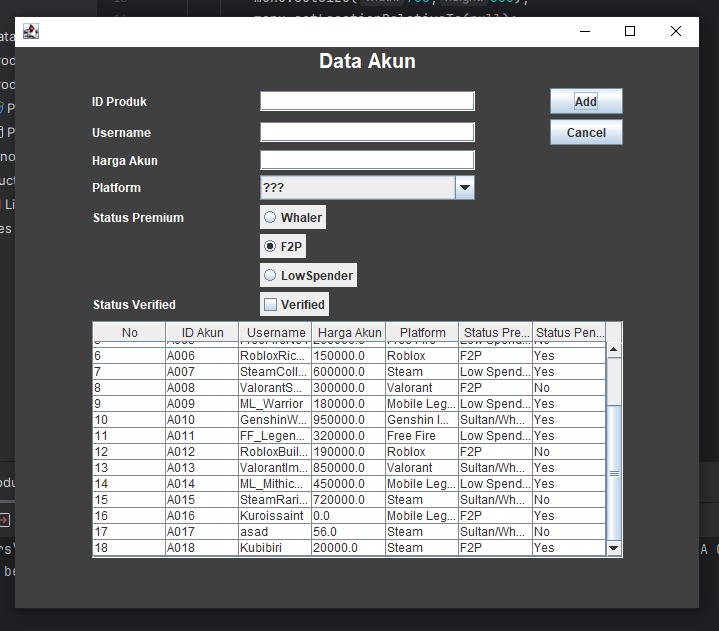 Data Akun
ID Produk
Add
Username
Cancel
Harga Akun
Platform ???
Status Premium Whaler
F2P
LowSpender
Status Verified Verified
No ID Akun Username Harga Akun Platform Status Pre... Status Pen...
6 A006 RobloxRic... 150000.0 Roblox F2P Yes
7 A007 SteamColl... 600000.0 Steam Low Spend... Yes
8 A008 ValorantS... 300000.0 Valorant F2P No
9 A009 ML_Warrior 180000.0 Mobile Leg... Low Spend... Yes
10 A010 GenshinW... 950000.0 Genshin I... Sultan/Wh... Yes
11 A011 FF_Legen... 320000.0 Free Fire Low Spend... Yes
12 A012 RobloxBuil... 190000.0 Roblox F2P No
13 A013 ValorantIm... 850000.0 Valorant Sultan/Wh... Yes
14 A014 ML_Mithic... 450000.0 Mobile Leg... Low Spend... Yes
15 A015 SteamRari... 720000.0 Steam Sultan/Wh... No
16 A016 Kuroissaint 0.0 Mobile Leg... F2P Yes
17 A017 asad 56.0 Steam Sultan/Wh... No
18 A018 Kubibiri 20000.0 Steam F2P Yes